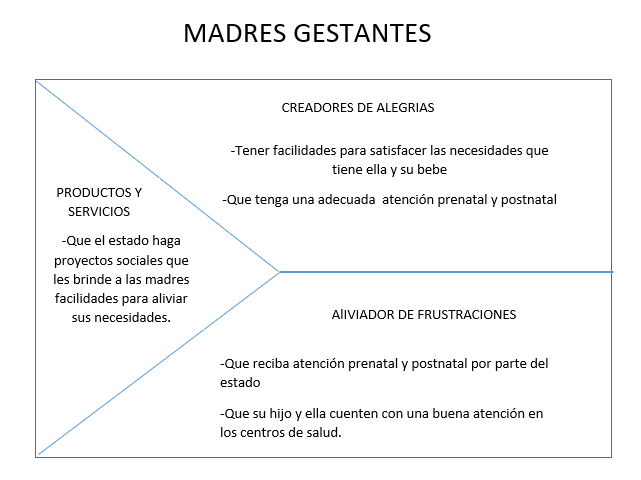 MADRES GESTANTES
CREADORES DE ALEGRIAS
-Tener facilidades para satisfacer las necesidades que
tiene ella y su bebe
-Que tenga una adecuada  atención prenatal y postnatal
PRODUCTOS Y
SERVICIOS
-Que el estado haga
proyectos sociales que
les brinde a las madres
facilidades para aliviar
sus necesidades.
AlIVIADOR DE FRUSTRACIONES
-Que reciba atención prenatal y postnatal por parte del
estado
-Que su hijo y ella cuenten con una buena atención en
los centros de salud.